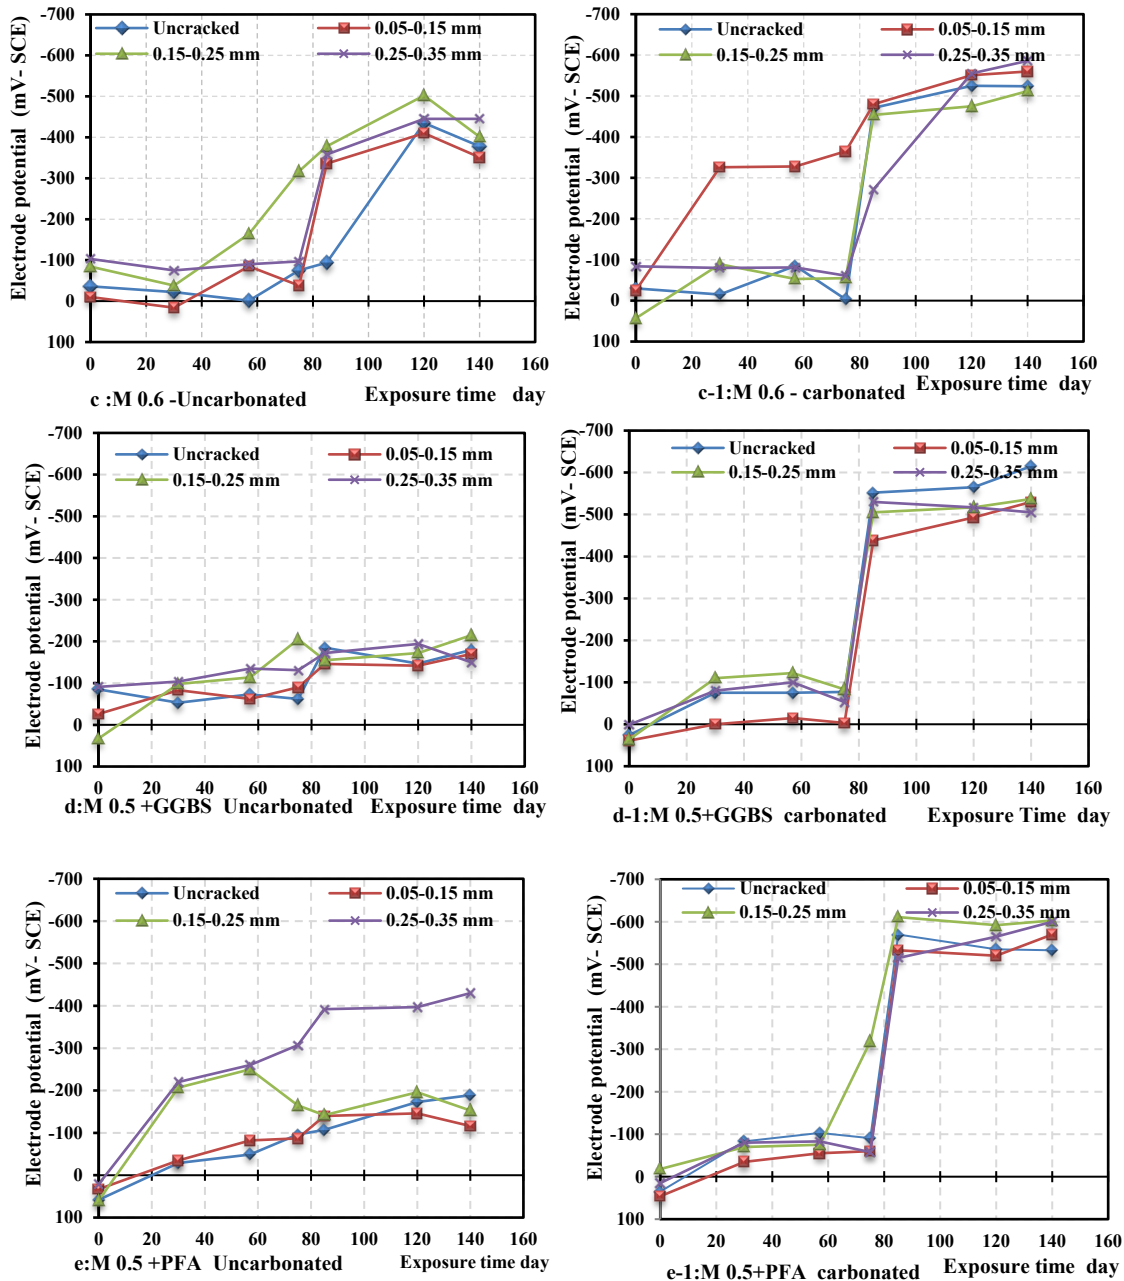 -700
-600
-500
-400
-300
-200
-100
0
100
Electrode potential (mV- SCE)
Uncracked
0.05-0.15 mm
0.15-0.25 mm
0.25-0.35 mm
0 20 40 60 80 100 120 140 160
c :M 0.6 -Uncarbonated Exposure time day
-700
-600
-500
-400
-300
-200
-100
0
100
Electrode potential (mV- SCE)
Uncracked
0.05-0.15 mm
0.15-0.25 mm
0.25-0.35 mm
0 20 40 60 80 100 120 140 160
c-1:M 0.6 - carbonated Exposure time day
-700
-600
-500
-400
-300
-200
-100
0
100
Electrode potential (mV- SCE)
Uncracked
0.05-0.15 mm
0.15-0.25 mm
0.25-0.35 mm
0 20 40 60 80 100 120 140 160
d:M 0.5 +GGBS Uncarbonated Exposure time day
-700
-600
-500
-400
-300
-200
-100
0
100
Electrode potential (mV- SCE)
Uncracked
0.05-0.15 mm
0.15-0.25 mm
0.25-0.35 mm
0 20 40 60 80 100 120 140 160
d-1:M 0.5+GGBS carbonated Exposure Time day
-700
-600
-500
-400
-300
-200
-100
0
100
Electrode potential (mV- SCE)
Uncracked
0.05-0.15 mm
0.15-0.25 mm
0.25-0.35 mm
0 20 40 60 80 100 120 140 160
e:M 0.5 +PFA Uncarbonated Exposure time day
-700
-600
-500
-400
-300
-200
-100
0
100
Electrode potential (mV- SCE)
Uncracked
0.05-0.15 mm
0.15-0.25 mm
0.25-0.35 mm
0 20 40 60 80 100 120 140 160
e-1:M 0.5+PFA carbonated Exposure time day